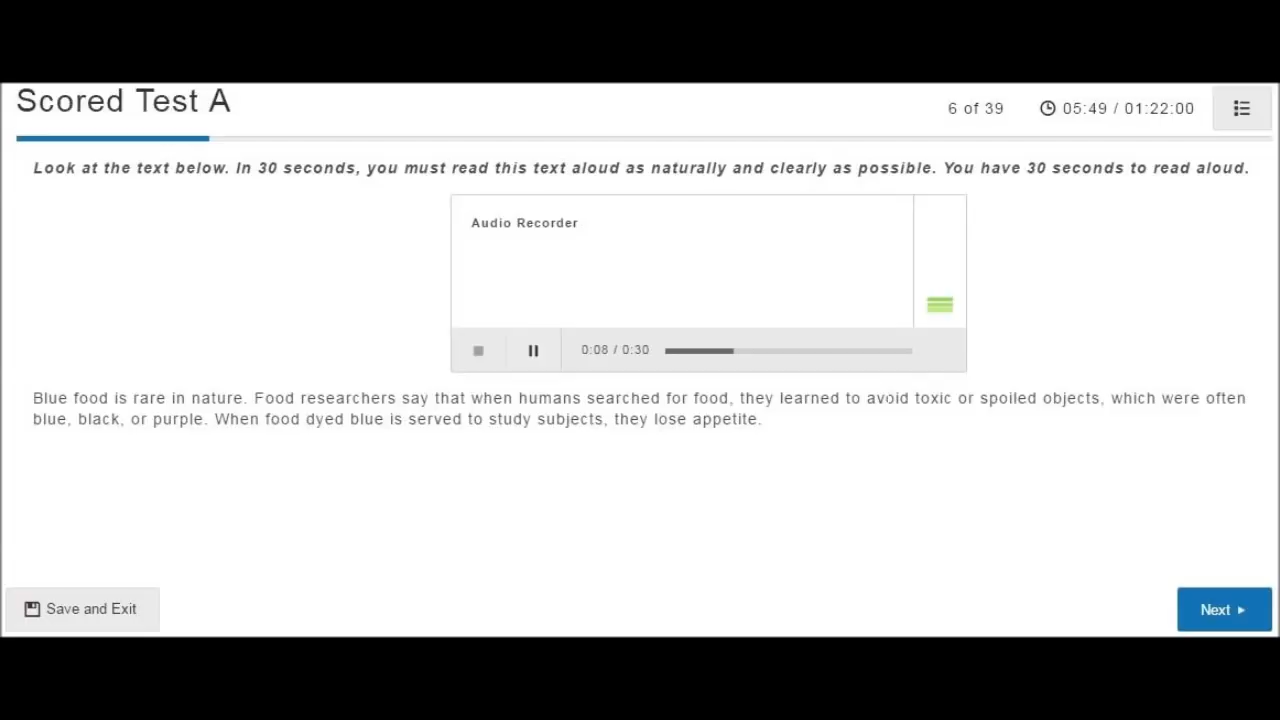 Scored Test A
6 of 39
05:49 / 01:22:00
Look at the text below. In 30 seconds, you must read this text aloud as naturally and clearly as possible. You have 30 seconds to read aloud.
Audio Recorder
0:08 / 0:30
Blue food is rare in nature. Food researchers say that when humans searched for food, they learned to avoid toxic or spoiled objects, which were often
blue, black, or purple. When food dyed blue is served to study subjects, they lose appetite.
Save and Exit
Next